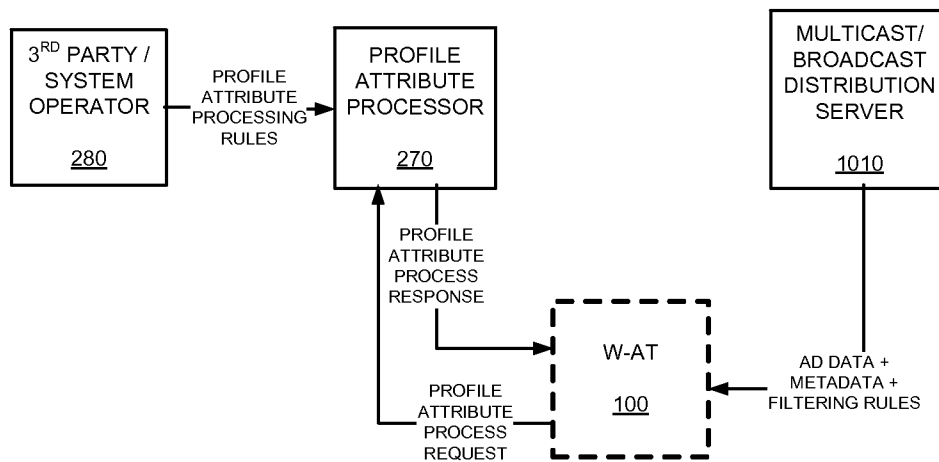 3RD PARTY /
SYSTEM
OPERATOR
280
PROFILE
ATTRIBUTE
PROCESSING
RULES
PROFILE
ATTRIBUTE
PROCESSOR
270
MULTICAST/
BROADCAST
DISTRIBUTION
SERVER
1010
PROFILE
ATTRIBUTE
PROCESS
RESPONSE
W-AT
100
AD DATA +
METADATA +
FILTERING RULES
PROFILE
ATTRIBUTE
PROCESS
REQUEST